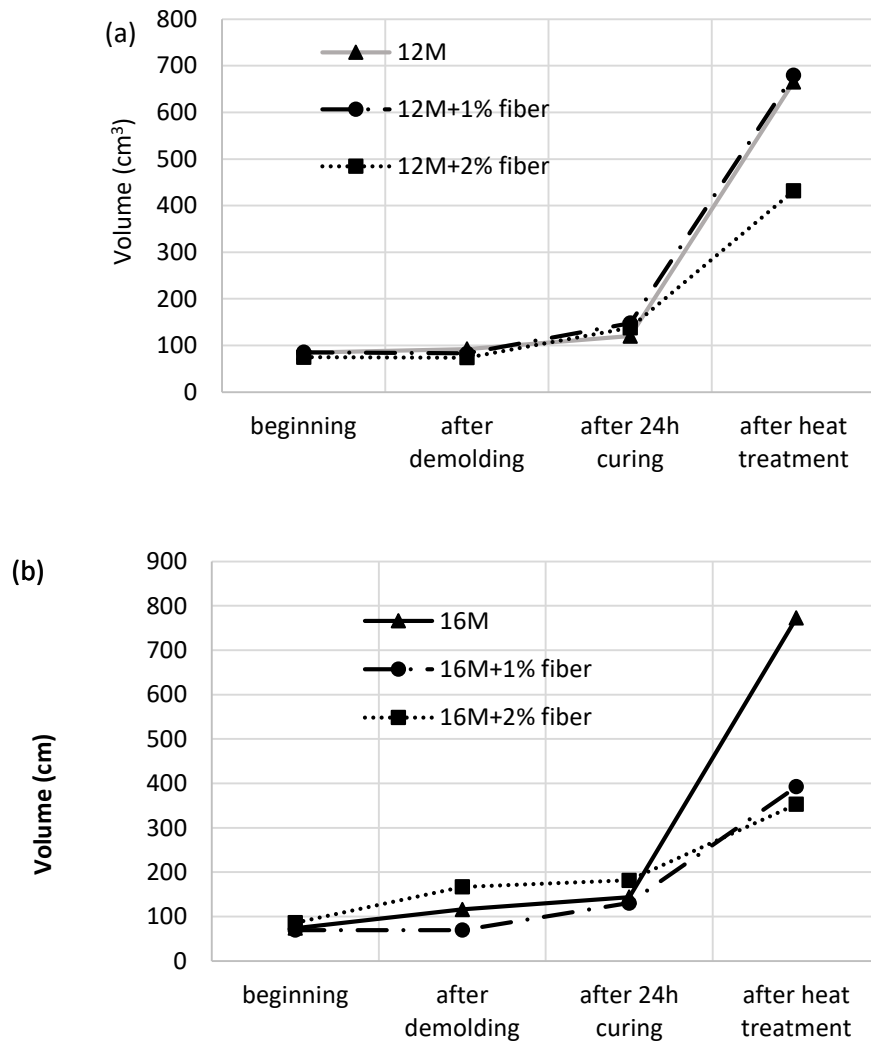 (a)
800
700
600
500
400
300
200
100
0
Volume (cm³)
12M
12M+1% fiber
12M+2% fiber
beginning
after
demolding
after 24h
curing
after heat
treatment
(b)
900
800
700
600
500
400
300
200
100
0
Volume (cm)
16M
16M+1% fiber
16M+2% fiber
beginning
after
demolding
after 24h
curing
after heat
treatment